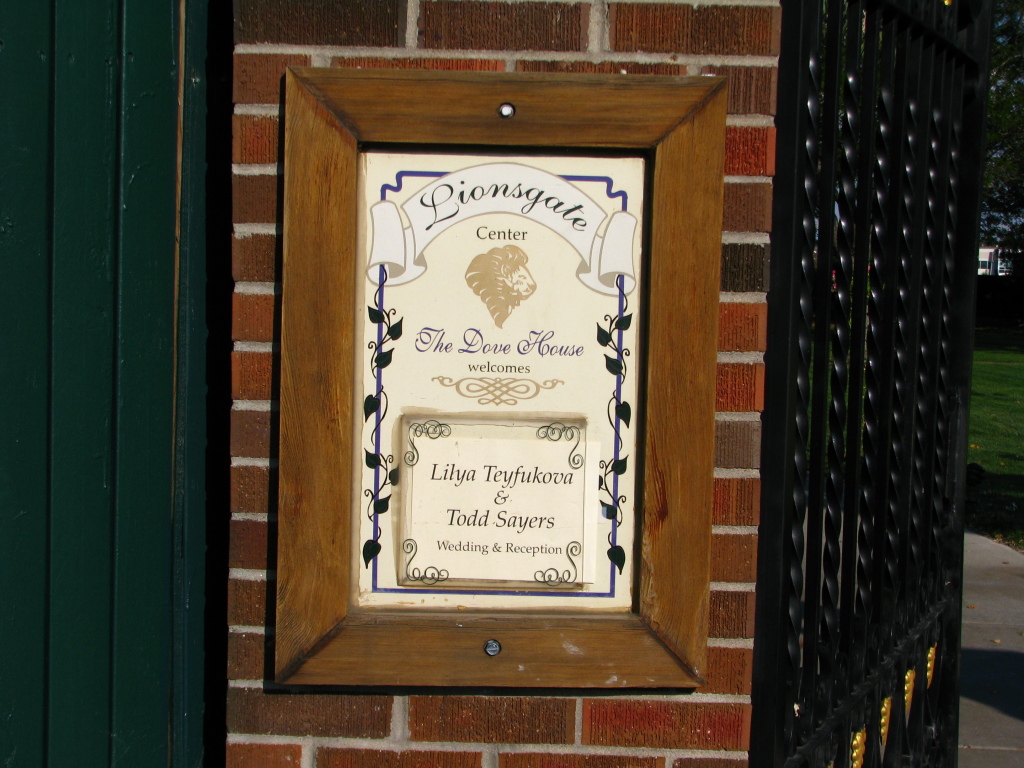 Lionsgate
Center
The Dove House
welcomes
Lilya Teyfukova
&
Todd Sayers
Wedding & Reception